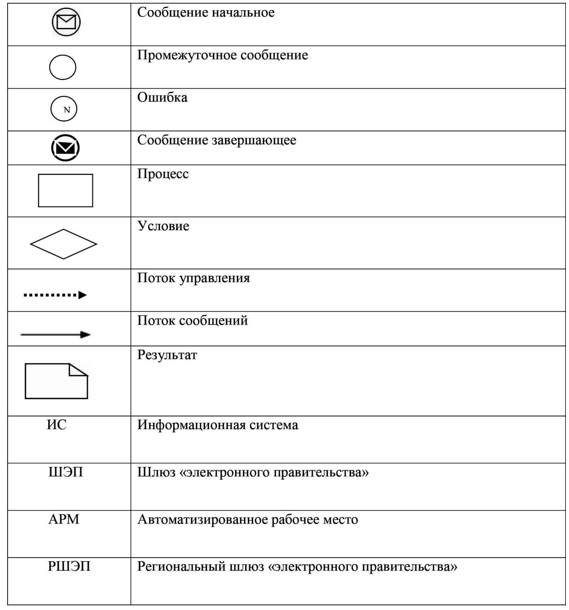 Сообщение начальное
Промежуточное сообщение
N Ошибка
Сообщение завершающее
Процесс
Условие
Поток управления
Поток сообщений
Результат
ИС Информационная система
ШЭП Шлюз «электронного правительства»
АРМ Автоматизированное рабочее место
РШЭП Региональный шлюз «электронного правительства»